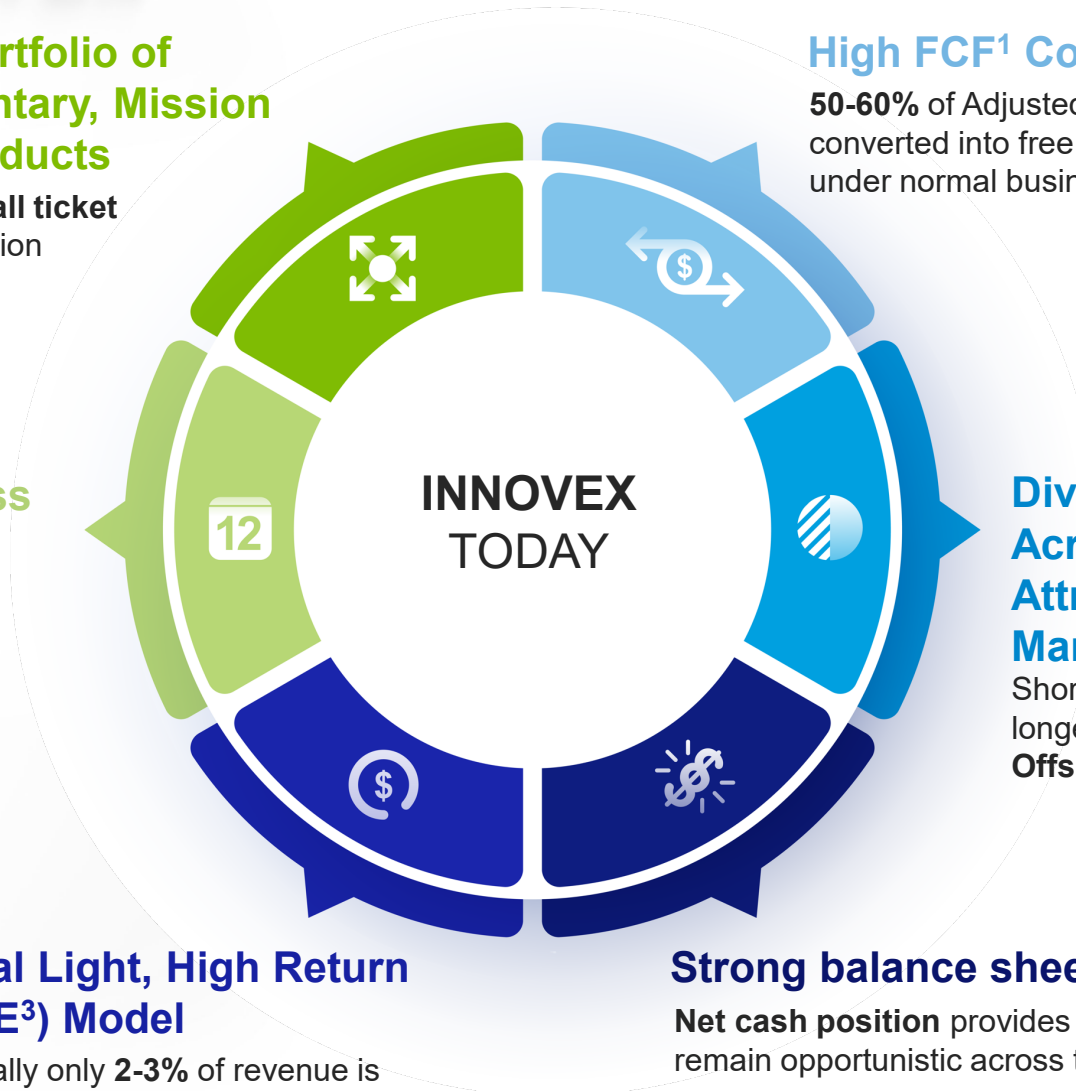 rtfolio of
ntary, Mission
ducts
all ticket
ion
High FCF¹ Co
50-60% of Adjusted
converted into free
under normal busin
ss
12
INNOVEX
TODAY
Div
Acr
Attr
Mar
Shor
longe
Offs
$
$
al Light, High Return
E³) Model
ally only 2-3% of revenue is
Strong balance shee
Net cash position provides
remain opportunistic across t